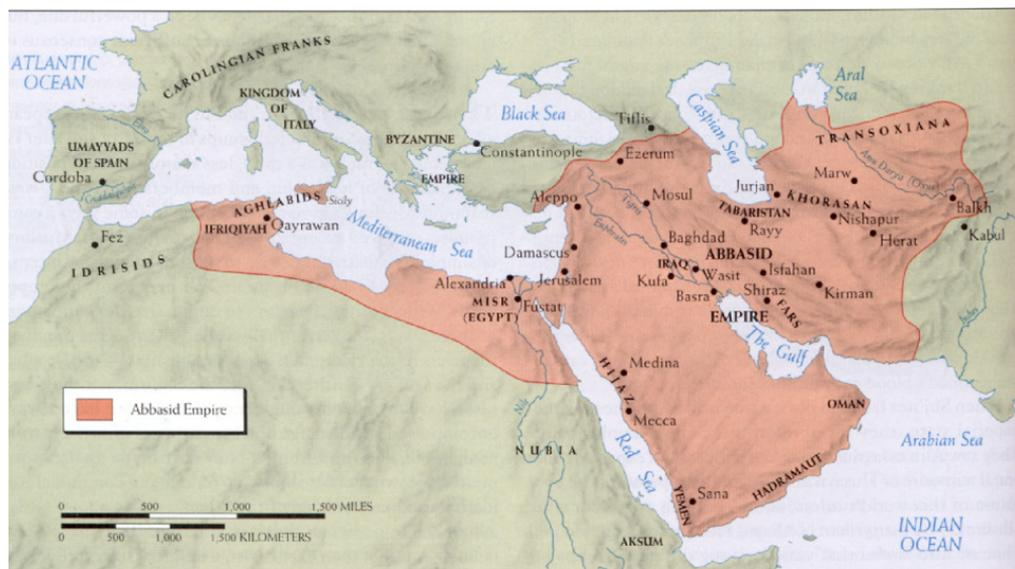 ATLANTIC
OCEAN
CAROLINGIAN FRANKS
KINGDOM
OF
ITALY
UMAYYADS
OF SPAIN
Cordoba
Ebro
Guadalquivir
Fez
IDRISIDS
AGHLABIDS
Sicily
IFRIQIYAH
Qayrawan
Mediterranean Sea
BYZANTINE
EMPIRE
Constantinople
Black Sea
Tiflis
Caspian Sea
Aral
Sea
TRANSOXIANA
Amu Darya (Oxus)
Ezerum
Aleppo
Mosul
Tigris
Euphrates
Jurjan
KHORASAN
Marw
Balkh
TABARISTAN
Rayy
Nishapur
Herat
Kabul
Damascus
Baghdad
ABBASID
EMPIRE
IRAQ
Wasit
Isfahan
Kufa
Basra
Shiraz
Kirman
FARS
Jerusalem
Alexandria
MISR
(EGYPT)
Fustat
The Gulf
Indus
HIJAZ
Medina
Mecca
OMAN
Nile
NUBIA
Red Sea
Arabian Sea
HADRAMAUT
Sana
YEMEN
AKSUM
INDIAN
OCEAN
Abbasid Empire
0 500 1,000 1,500 MILES
0 500 1,000 1,500 KILOMETERS